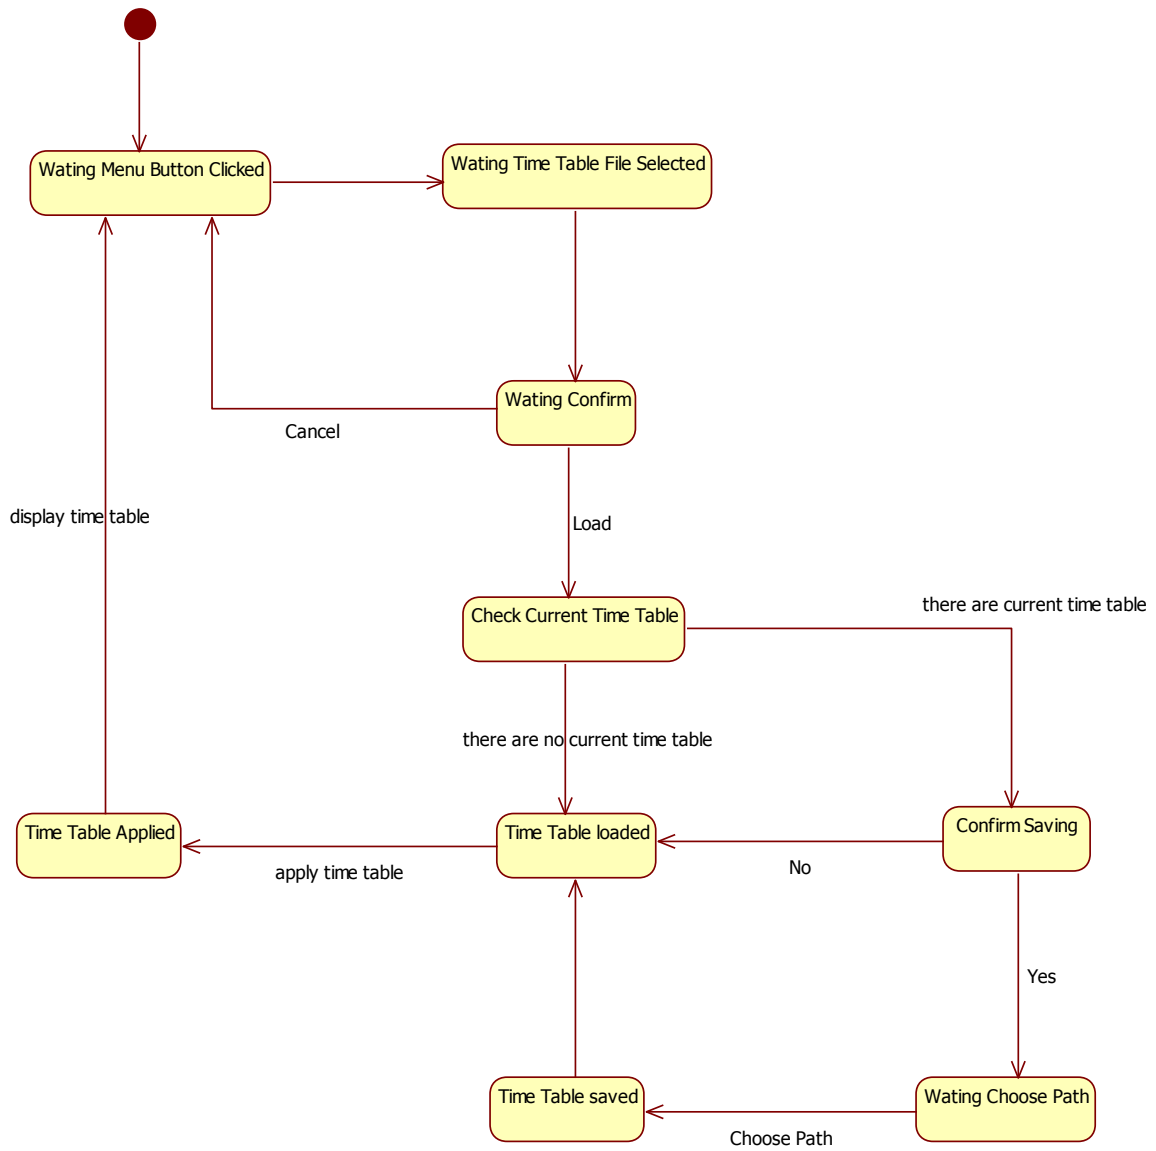 Wating Menu Button Clicked
Wating Time Table File Selected
Wating Confirm
Cancel
display time table
Load
there are current time table
Check Current Time Table
there are no current time table
Time Table Applied
Time Table loaded
Confirm Saving
apply time table
No
Yes
Time Table saved
Wating Choose Path
Choose Path